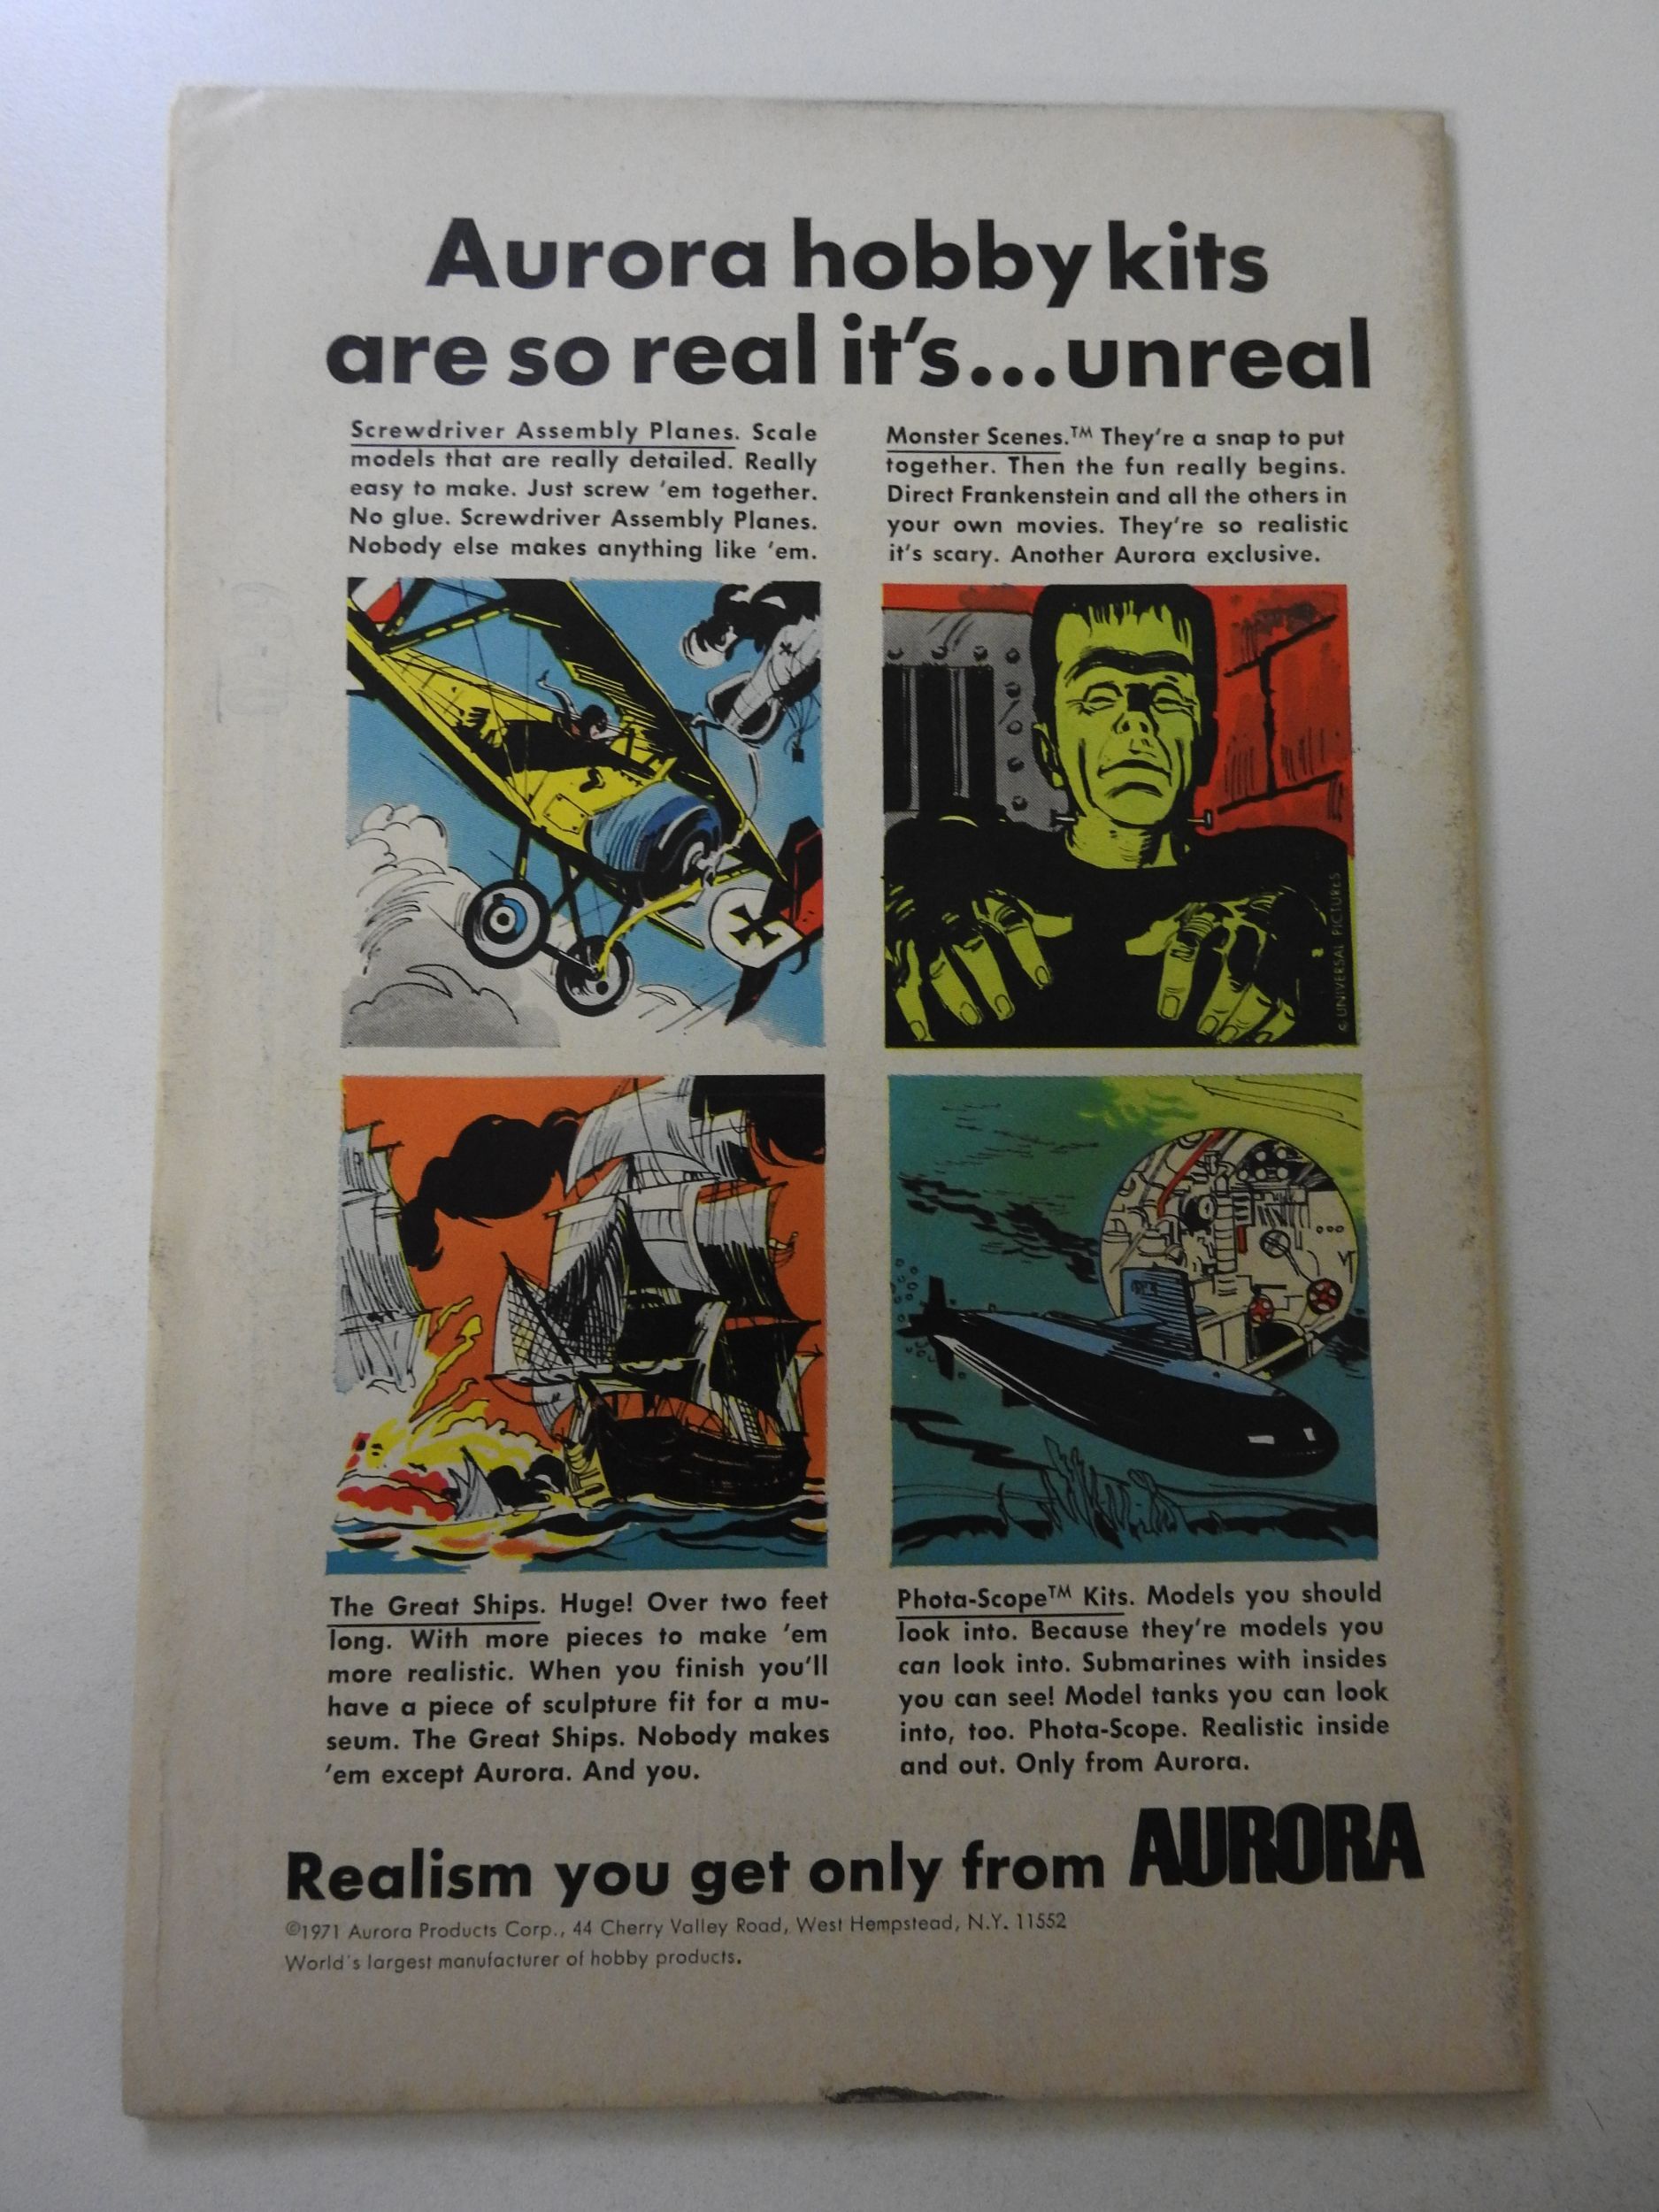 Aurora hobby kits
are so real it's...unreal
Screwdriver Assembly Planes. Scale
models that are really detailed. Really
easy to make. Just screw 'em together.
No glue. Screwdriver Assembly Planes.
Nobody else makes anything like 'em.
Monster Scenes.™ They're a snap to put
together. Then the fun really begins.
Direct Frankenstein and all the others in
your own movies. They're so realistic
it's scary. Another Aurora exclusive.
© UNIVERSAL PICTURES
The Great Ships. Huge! Over two feet
long. With more pieces to make 'em
more realistic. When you finish you'll
have a piece of sculpture fit for a mu-
seum. The Great Ships. Nobody makes
'em except Aurora. And you.
Phota-Scope™ Kits. Models you should
look into. Because they're models you
can look into. Submarines with insides
you can see! Model tanks you can look
into, too. Phota-Scope. Realistic inside
and out. Only from Aurora.
Realism you get only from AURORA
©1971 Aurora Products Corp., 44 Cherry Valley Road, West Hempstead, N.Y. 11552
World's largest manufacturer of hobby products.